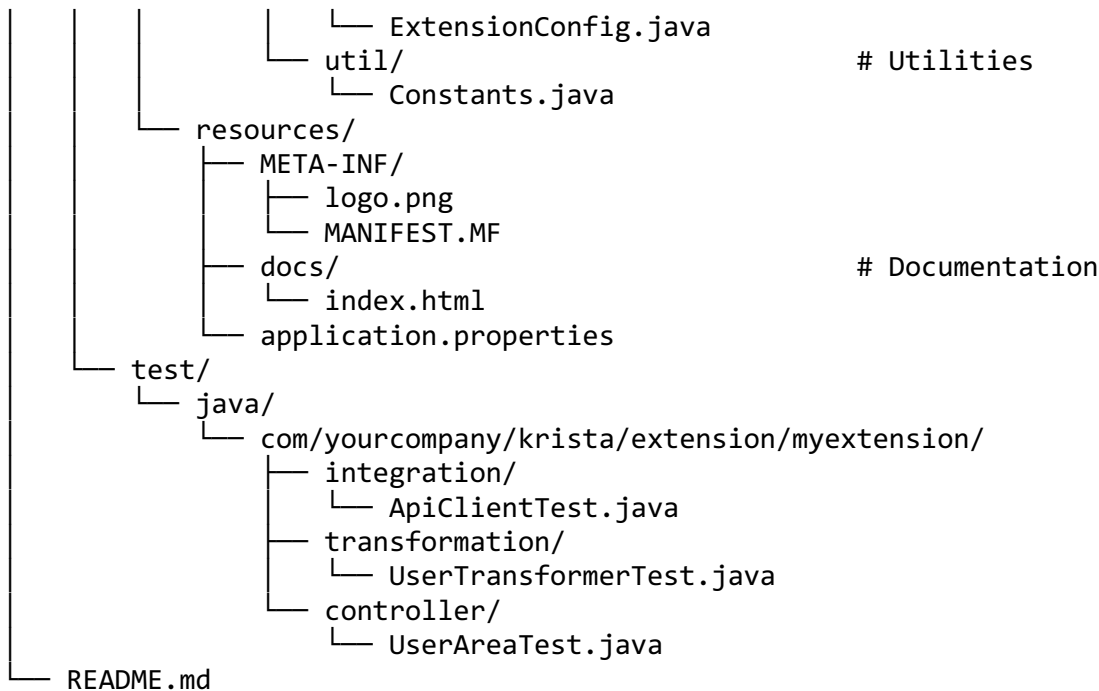 │   │   │       │   └── ExtensionConfig.java
│   │   │       └── util/                            # Utilities
│   │   │           └── Constants.java
│   │   └── resources/
│   │       ├── META-INF/
│   │       │   ├── logo.png
│   │       │   └── MANIFEST.MF
│   │       ├── docs/                                # Documentation
│   │       │   └── index.html
│   │       └── application.properties
│   └── test/
│       └── java/
│           └── com/yourcompany/krista/extension/myextension/
│               ├── integration/
│               │   └── ApiClientTest.java
│               ├── transformation/
│               │   └── UserTransformerTest.java
│               └── controller/
│                   └── UserAreaTest.java
└── README.md